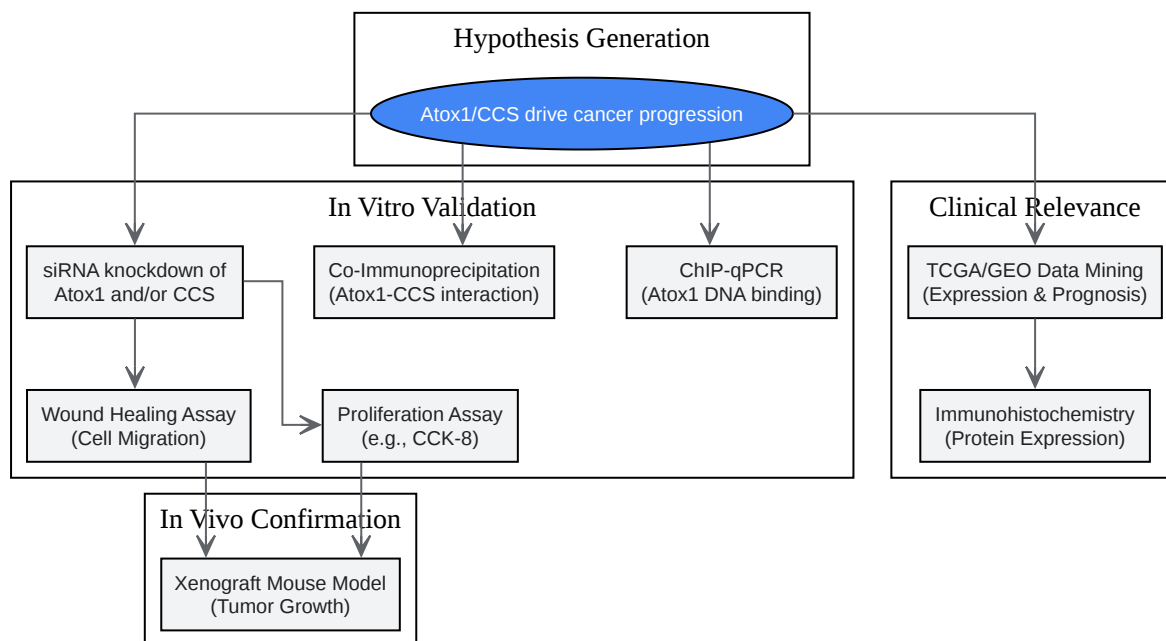 Hypothesis Generation
Atox1/CCS drive cancer progression
In Vitro Validation
siRNA knockdown of
Atox1 and/or CCS
Co-Immunoprecipitation
(Atox1-CCS interaction)
ChIP-qPCR
(Atox1 DNA binding)
Wound Healing Assay
(Cell Migration)
Proliferation Assay
(e.g., CCK-8)
Clinical Relevance
TCGA/GEO Data Mining
(Expression & Prognosis)
Immunohistochemistry
(Protein Expression)
In Vivo Confirmation
Xenograft Mouse Model
(Tumor Growth)